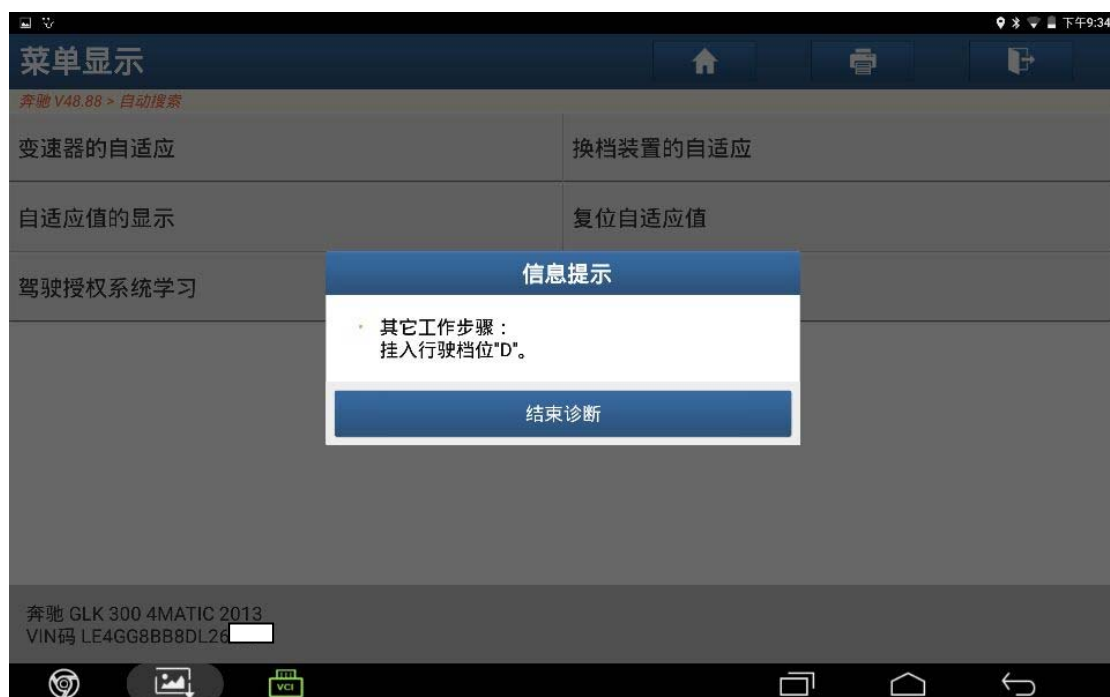 下午9:34
菜单显示
奔驰 V48.88 > 自动搜索
变速器的自适应
换档装置的自适应
自适应值的显示
复位自适应值
驾驶授权系统学习
信息提示
其它工作步骤：
挂入行驶档位"D"。
结束诊断
奔驰 GLK 300 4MATIC 2013
VIN码 LE4GG8BB8DL26
VCI